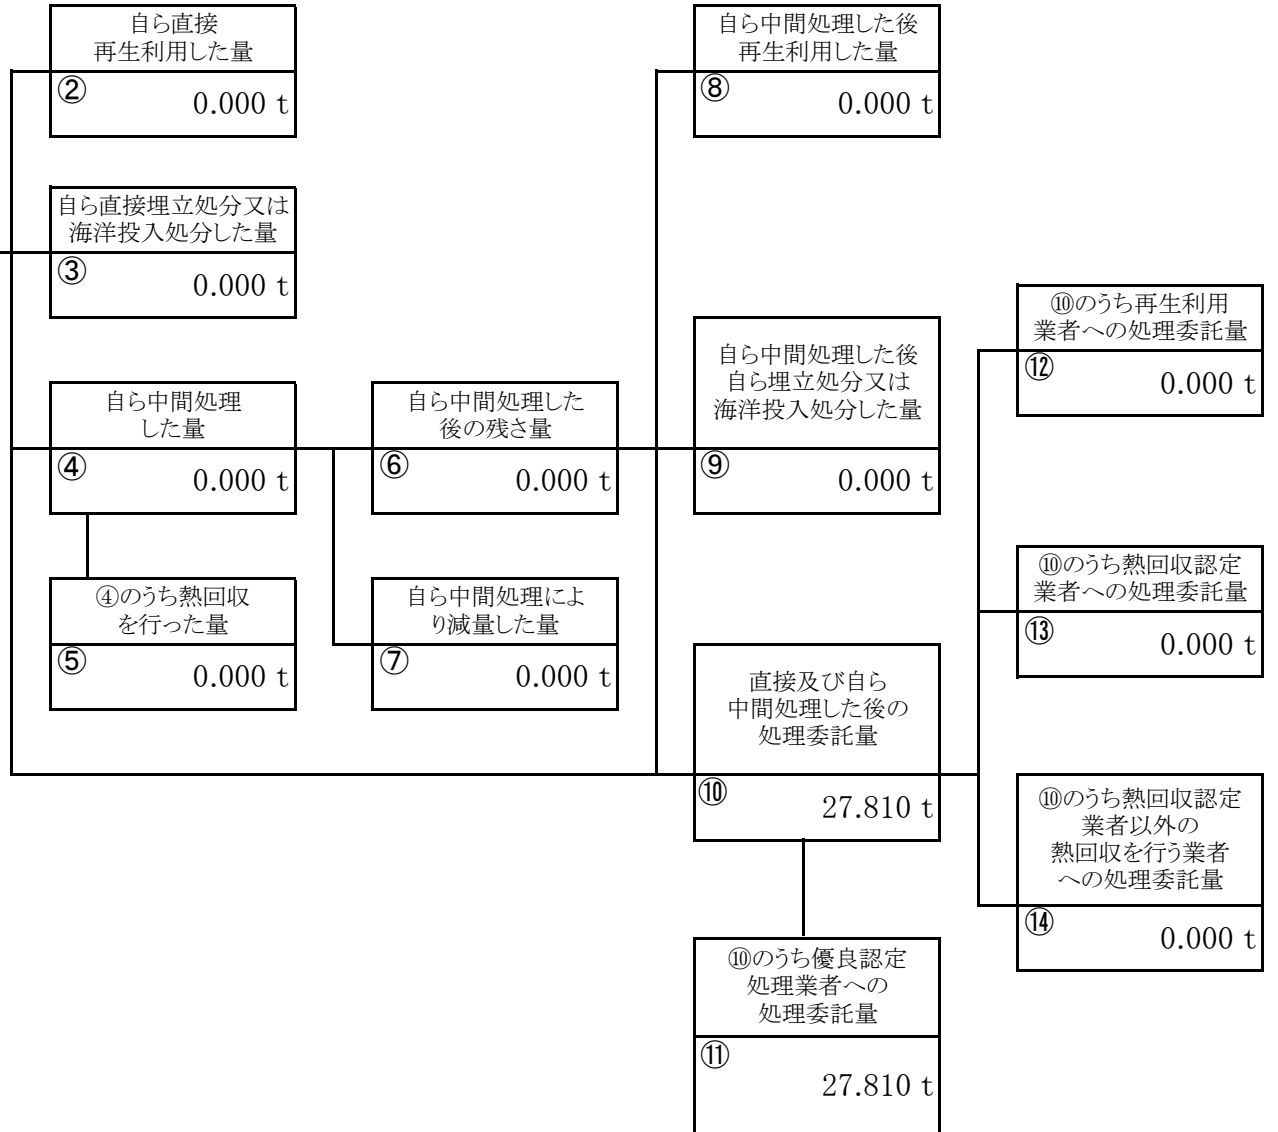 自ら直接
再生利用した量
②
0.000 t
自ら直接埋立処分又は
海洋投入処分した量
③
0.000 t
自ら中間処理
した量
④
0.000 t
④のうち熱回収
を行った量
⑤
0.000 t
自ら中間処理した
後の残さ量
⑥
0.000 t
自ら中間処理によ
り減量した量
⑦
0.000 t
自ら中間処理した後
再生利用した量
⑧
0.000 t
自ら中間処理した後
自ら埋立処分又は
海洋投入処分した量
⑨
0.000 t
直接及び自ら
中間処理した後の
処理委託量
⑩
27.810 t
⑩のうち優良認定
処理業者への
処理委託量
⑪
27.810 t
⑩のうち再生利用
業者への処理委託量
⑫
0.000 t
⑩のうち熱回収認定
業者への処理委託量
⑬
0.000 t
⑩のうち熱回収認定
業者以外の
熱回収を行う業者
への処理委託量
⑭
0.000 t